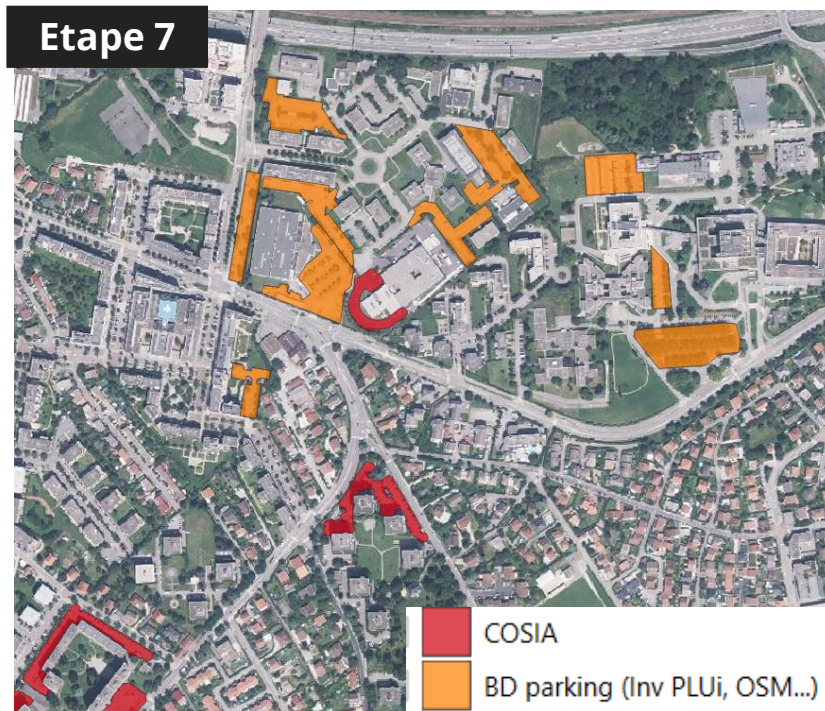 Etape 7
COSIA
BD parking (Inv PLUi, OSM...)